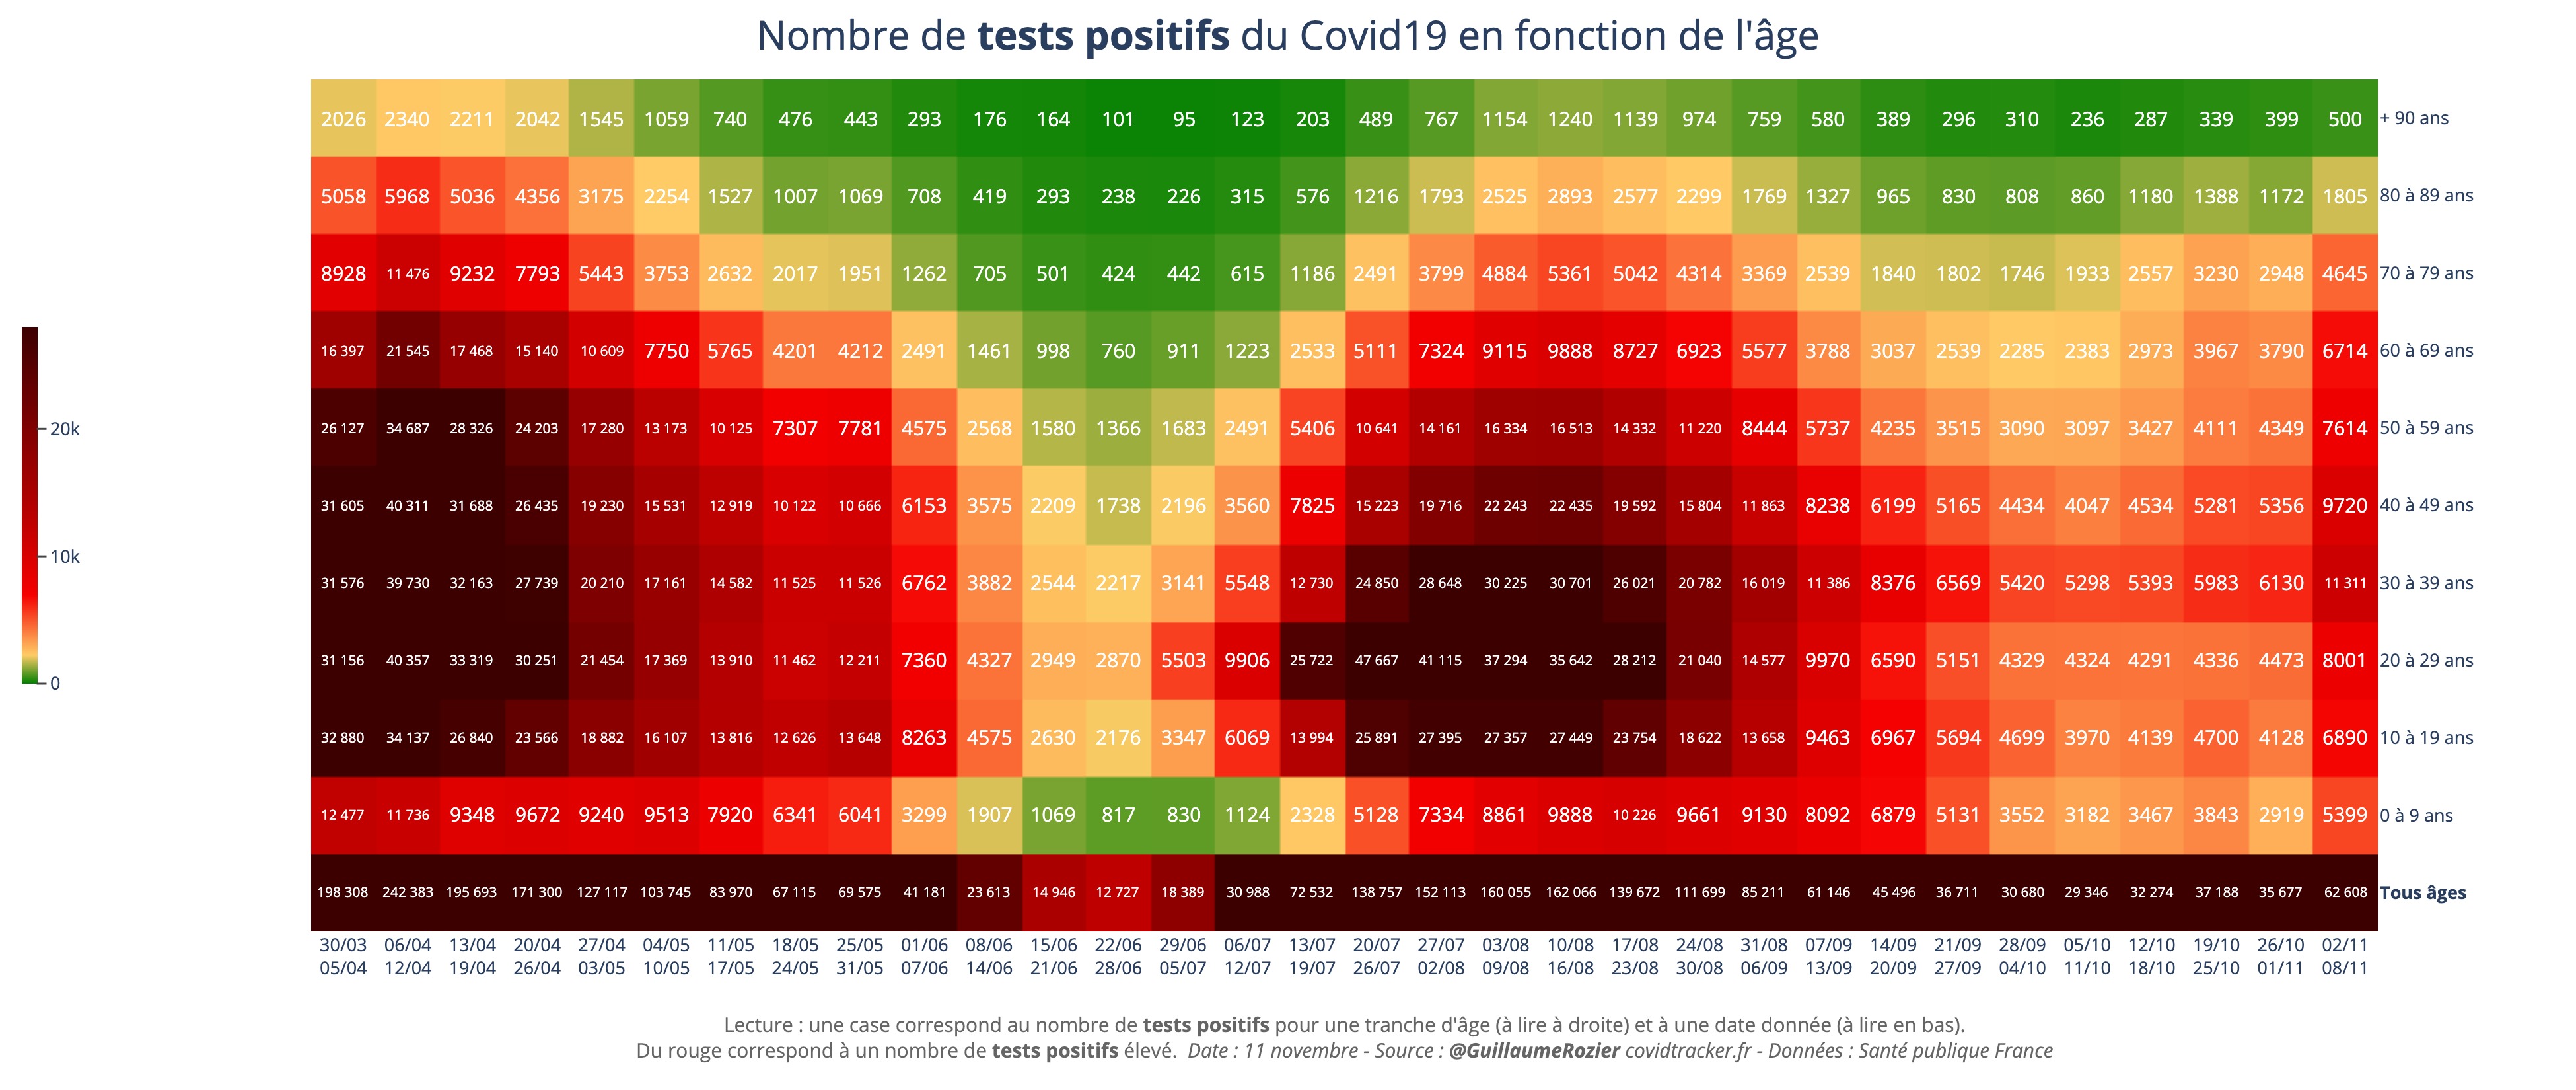 Nombre de tests positifs du Covid19 en fonction de l'âge
2026 2340 2211 2042 1545 1059 740 476 443 293 176 164 101 95 123 203 489 767 1154 1240 1139 974 759 580 389 296 310 236 287 339 399 500 + 90 ans
5058 5968 5036 4356 3175 2254 1527 1007 1069 708 419 293 238 226 315 576 1216 1793 2525 2893 2577 2299 1769 1327 965 830 808 860 1180 1388 1172 1805 80 à 89 ans
8928 11 476 9232 7793 5443 3753 2632 2017 1951 1262 705 501 424 442 615 1186 2491 3799 4884 5361 5042 4314 3369 2539 1840 1802 1746 1933 2557 3230 2948 4645 70 à 79 ans
16 397 21 545 17 468 15 140 10 609 7750 5765 4201 4212 2491 1461 998 760 911 1223 2533 5111 7324 9115 9888 8727 6923 5577 3788 3037 2539 2285 2383 2973 3967 3790 6714 60 à 69 ans
20k
26 127 34 687 28 326 24 203 17 280 13 173 10 125 7307 7781 4575 2568 1580 1366 1683 2491 5406 10 641 14 161 16 334 16 513 14 332 11 220 8444 5737 4235 3515 3090 3097 3427 4111 4349 7614 50 à 59 ans
31 605 40 311 31 688 26 435 19 230 15 531 12 919 10 122 10 666 6153 3575 2209 1738 2196 3560 7825 15 223 19 716 22 243 22 435 19 592 15 804 11 863 8238 6199 5165 4434 4047 4534 5281 5356 9720 40 à 49 ans
10k
31 576 39 730 32 163 27 739 20 210 17 161 14 582 11 525 11 526 6762 3882 2544 2217 3141 5548 12 730 24 850 28 648 30 225 30 701 26 021 20 782 16 019 11 386 8376 6569 5420 5298 5393 5983 6130 11 311 30 à 39 ans
31 156 40 357 33 319 30 251 21 454 17 369 13 910 11 462 12 211 7360 4327 2949 2870 5503 9906 25 722 47 667 41 115 37 294 35 642 28 212 21 040 14 577 9970 6590 5151 4329 4324 4291 4336 4473 8001 20 à 29 ans
0
32 880 34 137 26 840 23 566 18 882 16 107 13 816 12 626 13 648 8263 4575 2630 2176 3347 6069 13 994 25 891 27 395 27 357 27 449 23 754 18 622 13 658 9463 6967 5694 4699 3970 4139 4700 4128 6890 10 à 19 ans
12 477 11 736 9348 9672 9240 9513 7920 6341 6041 3299 1907 1069 817 830 1124 2328 5128 7334 8861 9888 10 226 9661 9130 8092 6879 5131 3552 3182 3467 3843 2919 5399 0 à 9 ans
198 308 242 383 195 693 171 300 127 117 103 745 83 970 67 115 69 575 41 181 23 613 14 946 12 727 18 389 30 988 72 532 138 757 152 113 160 055 162 066 139 672 111 699 85 211 61 146 45 496 36 711 30 680 29 346 32 274 37 188 35 677 62 608 Tous âges
30/03 06/04 13/04 20/04 27/04 04/05 11/05 18/05 25/05 01/06 08/06 15/06 22/06 29/06 06/07 13/07 20/07 27/07 03/08 10/08 17/08 24/08 31/08 07/09 14/09 21/09 28/09 05/10 12/10 19/10 26/10 02/11
05/04 12/04 19/04 26/04 03/05 10/05 17/05 24/05 31/05 07/06 14/06 21/06 28/06 05/07 12/07 19/07 26/07 02/08 09/08 16/08 23/08 30/08 06/09 13/09 20/09 27/09 04/10 11/10 18/10 25/10 01/11 08/11
Lecture : une case correspond au nombre de tests positifs pour une tranche d'âge (à lire à droite) et à une date donnée (à lire en bas).
Du rouge correspond à un nombre de tests positifs élevé. Date : 11 novembre - Source : @GuillaumeRozier covidtracker.fr - Données : Santé publique France